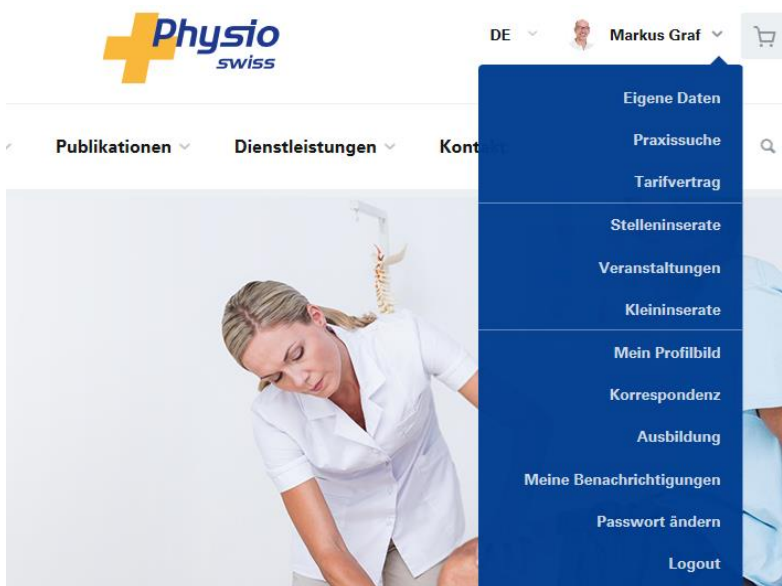 Physio
swiss
DE
Markus Graf
Publikationen
Dienstleistungen
Kont
Eigene Daten
Praxissuche
Tarifvertrag
Stelleninserate
Veranstaltungen
Kleininserate
Mein Profilbild
Korrespondenz
Ausbildung
Meine Benachrichtigungen
Passwort ändern
Logout